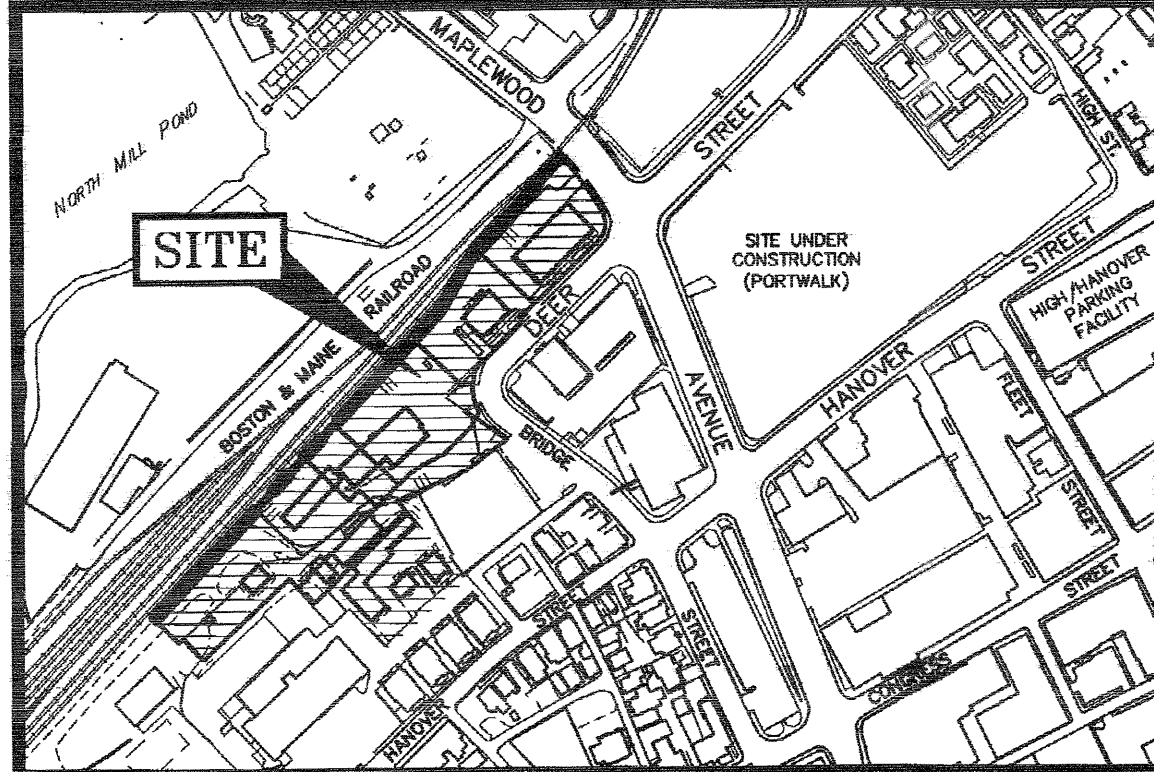 MAPLEWOOD
NORTH MILL POND
STREET
HIGH ST.
SITE
RAILROAD
BOSTON & MAINE
SITE UNDER
CONSTRUCTION
(PORTWALK)
STREET
HIGH/HANOVER
PARKING
FACILITY
DEER
AVENUE
HANOVER
FLEET
BRIDGE
STREET
STREET
STREET
STREET
CONGRESS
HANOVER